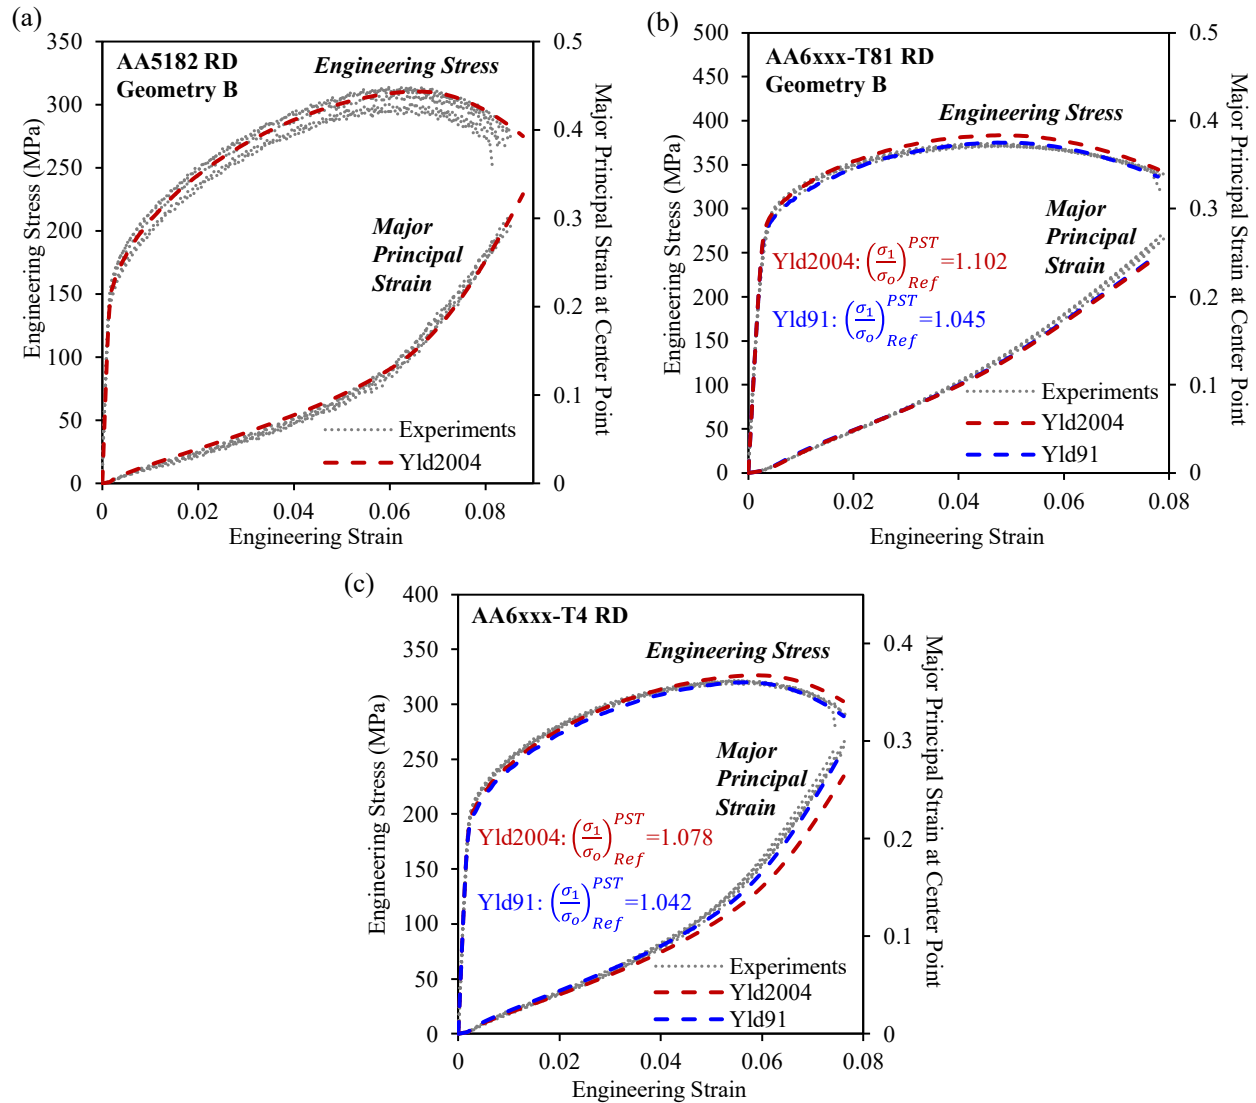 (a)
AA5182 RD
Geometry B
Engineering Stress
Major
Principal
Strain
Experiments
Yld2004
Engineering Stress (MPa)
350
300
250
200
150
100
50
0
0
0.02
0.04
0.06
0.08
Engineering Strain
0.5
0.4
0.3
0.2
0.1
0
Major Principal Strain at Center Point
(b)
AA6xxx-T81 RD
Geometry B
Engineering Stress
Major
Principal
Strain
Yld2004: (σ1/σo)^PST_Ref=1.102
Yld91: (σ1/σo)^PST_Ref=1.045
Experiments
Yld2004
Yld91
Engineering Stress (MPa)
500
450
400
350
300
250
200
150
100
50
0
0
0.02
0.04
0.06
0.08
Engineering Strain
0.5
0.4
0.3
0.2
0.1
0
Major Principal Strain at Center Point
(c)
AA6xxx-T4 RD
Engineering Stress
Major
Principal
Strain
Yld2004: (σ1/σo)^PST_Ref=1.078
Yld91: (σ1/σo)^PST_Ref=1.042
Experiments
Yld2004
Yld91
Engineering Stress (MPa)
400
350
300
250
200
150
100
50
0
0
0.02
0.04
0.06
0.08
Engineering Strain
0.4
0.3
0.2
0.1
0
Major Principal Strain at Center Point